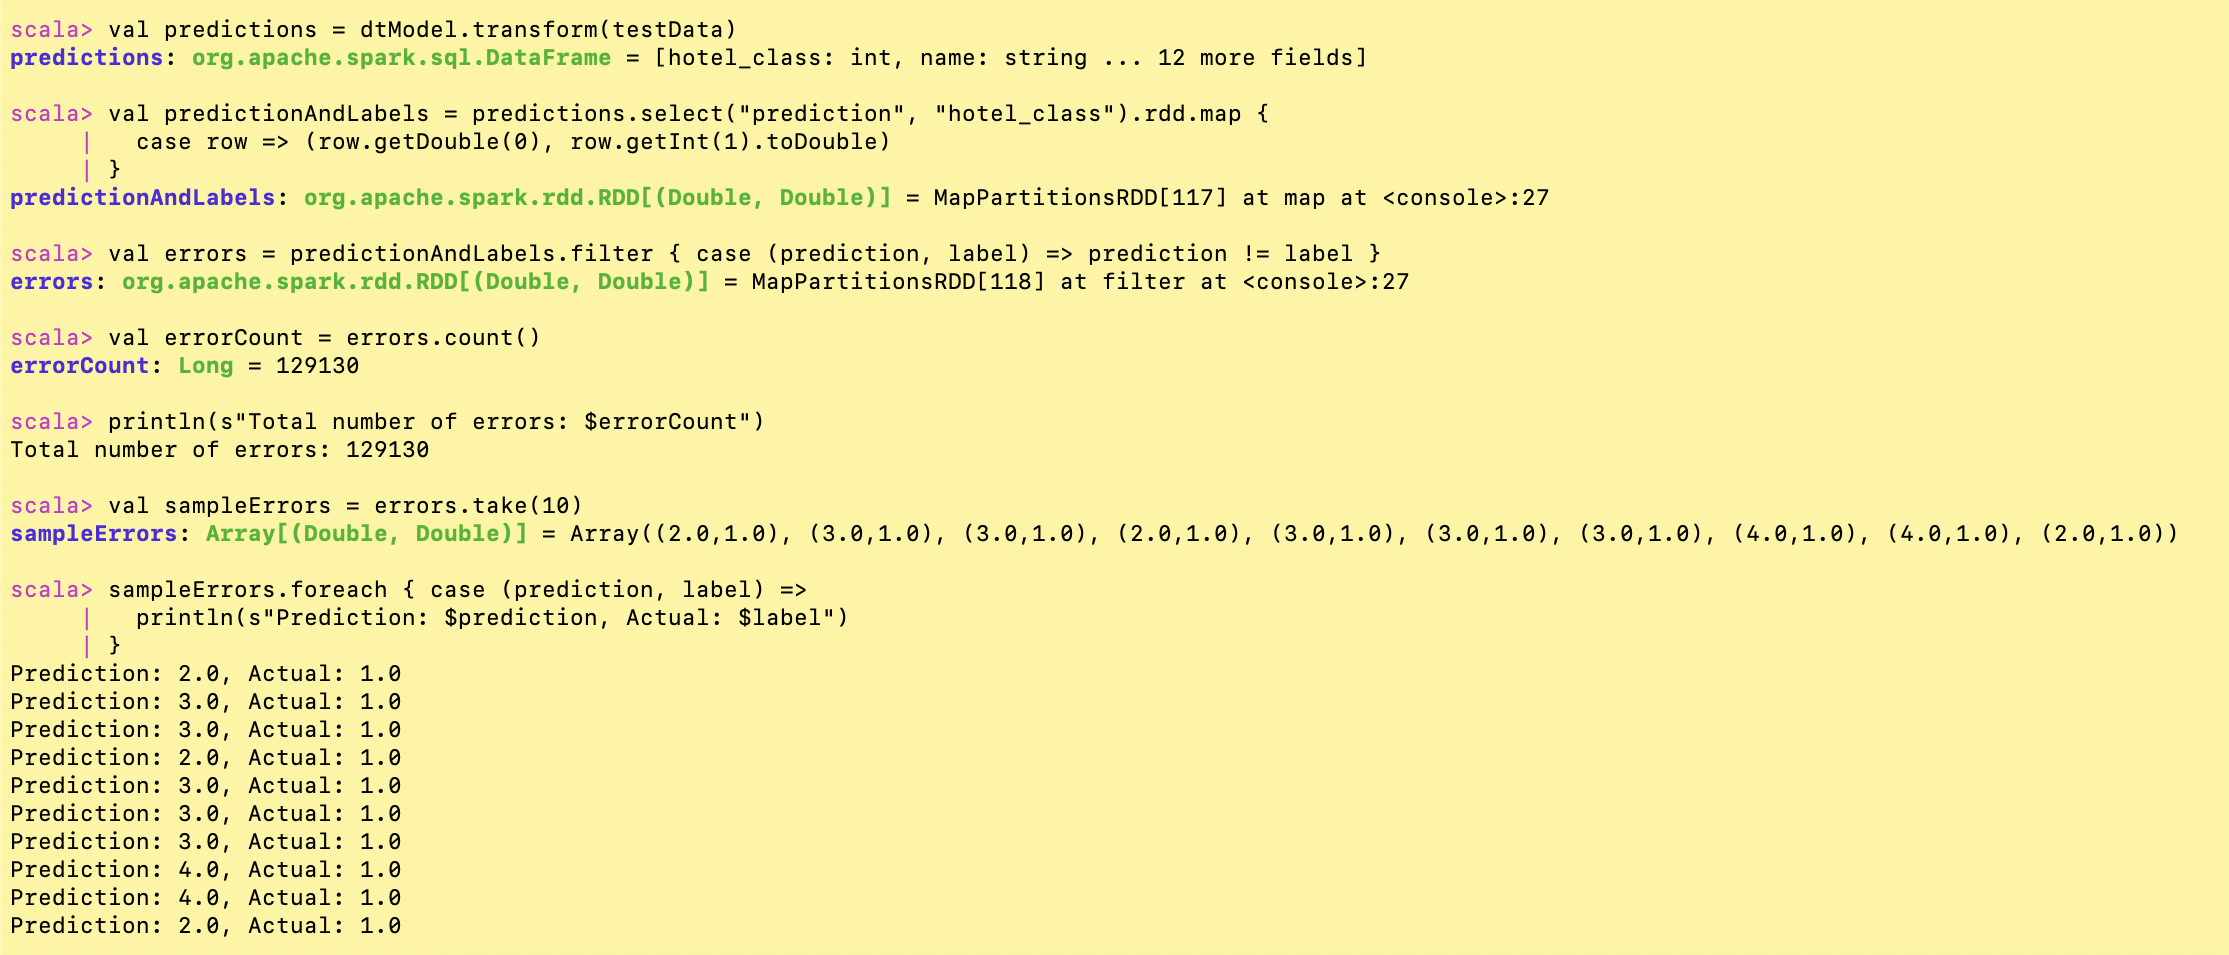 scala> val predictions = dtModel.transform(testData)
predictions: org.apache.spark.sql.DataFrame = [hotel_class: int, name: string ... 12 more fields]
scala> val predictionAndLabels = predictions.select("prediction", "hotel_class").rdd.map {
     |   case row => (row.getDouble(0), row.getInt(1).toDouble)
     | }
predictionAndLabels: org.apache.spark.rdd.RDD[(Double, Double)] = MapPartitionsRDD[117] at map at <console>:27
scala> val errors = predictionAndLabels.filter { case (prediction, label) => prediction != label }
errors: org.apache.spark.rdd.RDD[(Double, Double)] = MapPartitionsRDD[118] at filter at <console>:27
scala> val errorCount = errors.count()
errorCount: Long = 129130
scala> println(s"Total number of errors: $errorCount")
Total number of errors: 129130
scala> val sampleErrors = errors.take(10)
sampleErrors: Array[(Double, Double)] = Array((2.0,1.0), (3.0,1.0), (3.0,1.0), (2.0,1.0), (3.0,1.0), (3.0,1.0), (3.0,1.0), (4.0,1.0), (4.0,1.0), (2.0,1.0))
scala> sampleErrors.foreach { case (prediction, label) =>
     |   println(s"Prediction: $prediction, Actual: $label")
     | }
Prediction: 2.0, Actual: 1.0
Prediction: 3.0, Actual: 1.0
Prediction: 3.0, Actual: 1.0
Prediction: 2.0, Actual: 1.0
Prediction: 3.0, Actual: 1.0
Prediction: 3.0, Actual: 1.0
Prediction: 3.0, Actual: 1.0
Prediction: 4.0, Actual: 1.0
Prediction: 4.0, Actual: 1.0
Prediction: 2.0, Actual: 1.0